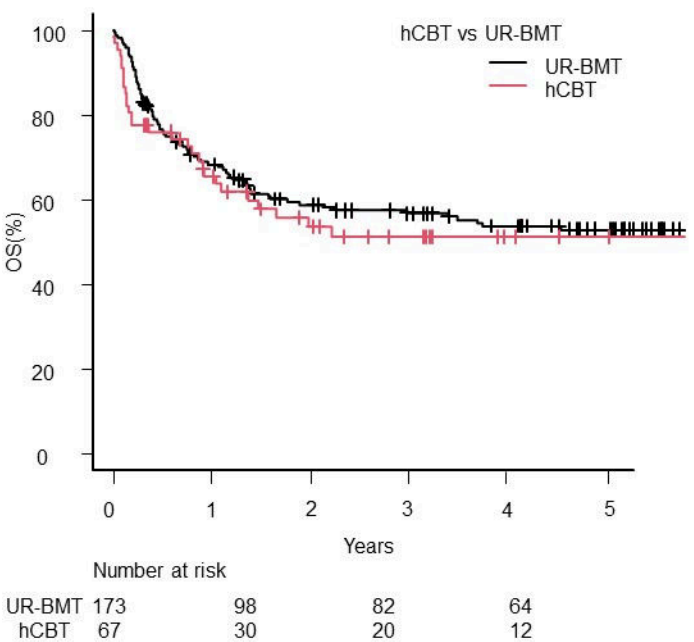 hCBT vs UR-BMT
UR-BMT
hCBT
100
80
60
40
20
0
OS(%)
0 1 2 3 4 5
Years
Number at risk
UR-BMT 173 98 82 64
hCBT 67 30 20 12